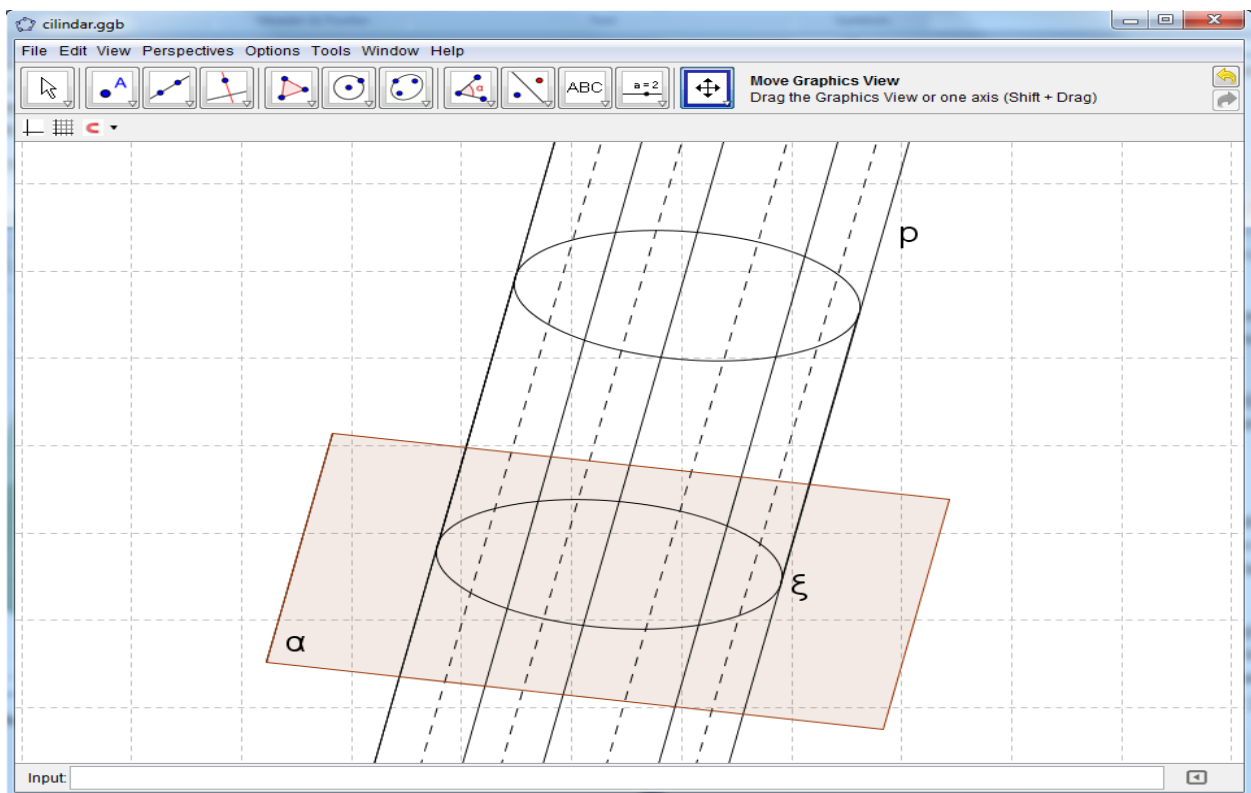 cilindar.ggb
File Edit View Perspectives Options Tools Window Help
A
α
ABC
a=2
Move Graphics View
Drag the Graphics View or one axis (Shift + Drag)
p
ξ
α
Input: